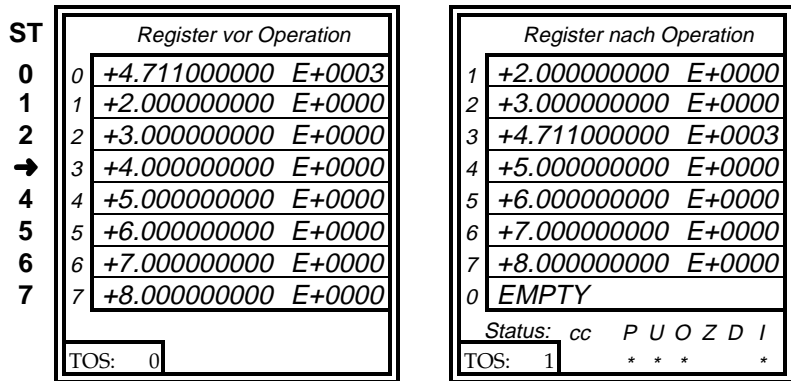 ST Register vor Operation Register nach Operation
0 0 +4.711000000 E+0003 1 +2.000000000 E+0000
1 1 +2.000000000 E+0000 2 +3.000000000 E+0000
2 2 +3.000000000 E+0000 3 +4.711000000 E+0003
➜ 3 +4.000000000 E+0000 4 +5.000000000 E+0000
4 4 +5.000000000 E+0000 5 +6.000000000 E+0000
5 5 +6.000000000 E+0000 6 +7.000000000 E+0000
6 6 +7.000000000 E+0000 7 +8.000000000 E+0000
7 7 +8.000000000 E+0000 0 EMPTY
Status: cc P U O Z D I
TOS: 0 TOS: 1 * * * *